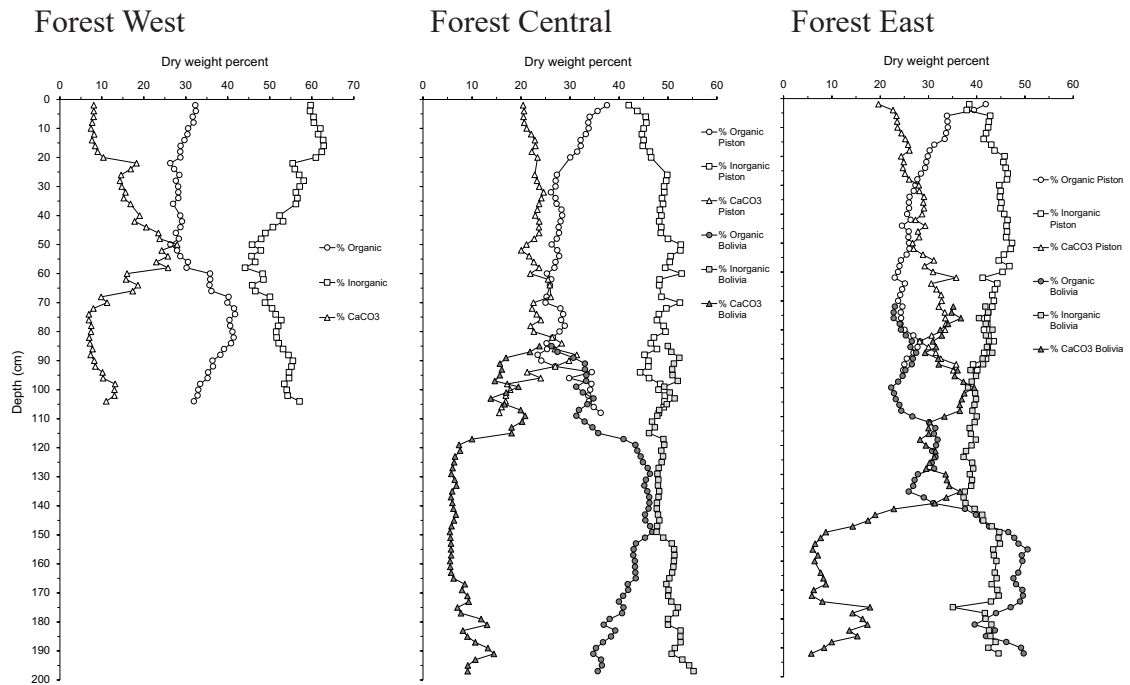 Forest West
Forest Central
Forest East
Dry weight percent
Dry weight percent
Dry weight percent
0 10 20 30 40 50 60 70
0 10 20 30 40 50 60
0 10 20 30 40 50 60
Depth (cm)
0
10
20
30
40
50
60
70
80
90
100
110
120
130
140
150
160
170
180
190
200
% Organic
% Inorganic
% CaCO3
% Organic
Piston
% Inorganic
Piston
% CaCO3
Piston
% Organic
Bolivia
% Inorganic
Bolivia
% CaCO3
Bolivia
% Organic Piston
% Inorganic
Piston
% CaCO3 Piston
% Organic
Bolivia
% Inorganic
Bolivia
% CaCO3 Bolivia